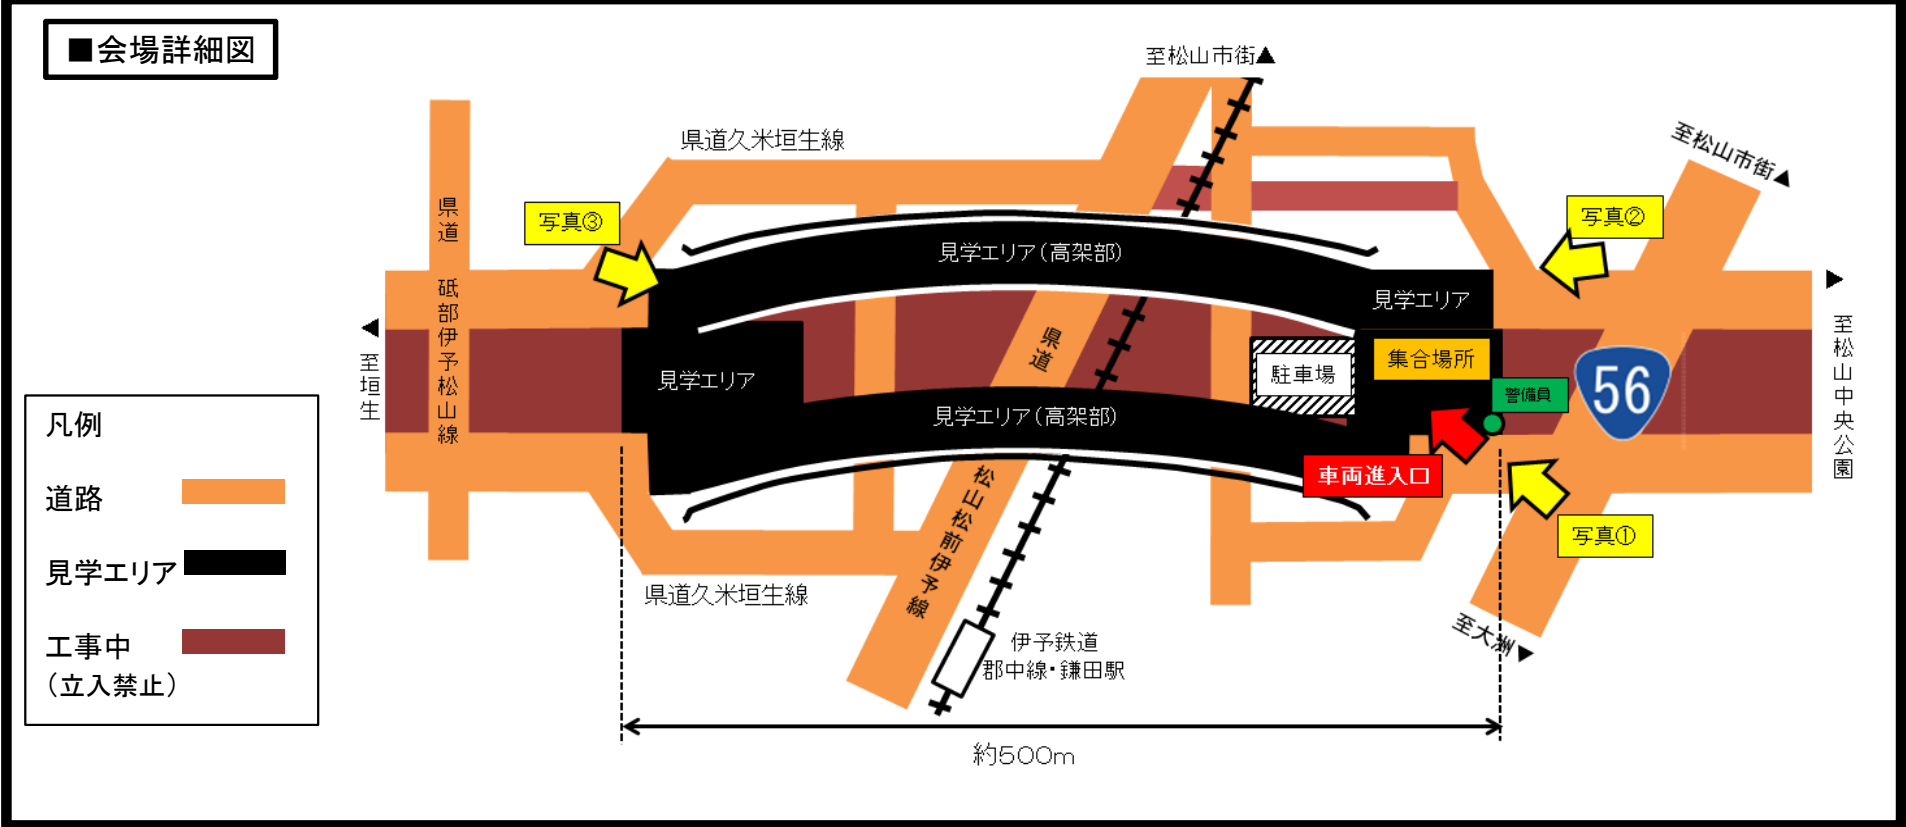 ■会場詳細図
至松山市街▲
県道久米垣生線
至松山市街▲
写真③
写真②
県道 砥部伊予松山線
見学エリア(高架部)
見学エリア
◀至垣生
▶至松山中央公園
県道 松山松前伊予線
集合場所
駐車場
見学エリア
警備員
56
見学エリア(高架部)
車両進入口
写真①
県道久米垣生線
至大洲▼
伊予鉄道
郡中線・鎌田駅
約500m
凡例
道路
見学エリア
工事中
(立入禁止)